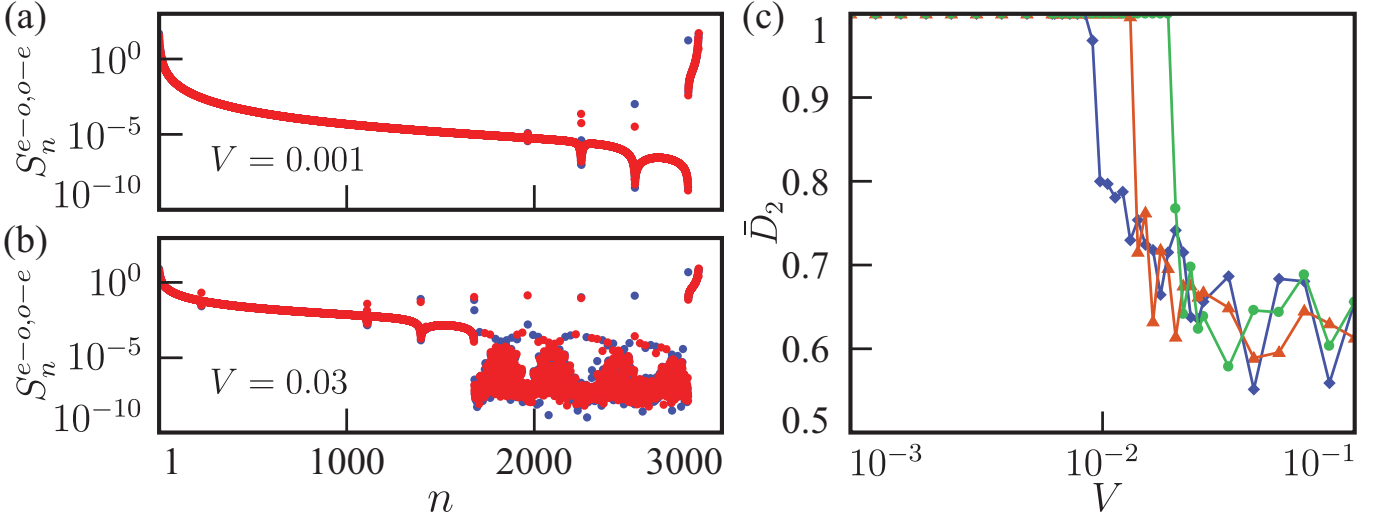 (a)
S_n^{e-o,o-e}
10^0
10^{-5}
10^{-10}
V = 0.001
(b)
S_n^{e-o,o-e}
10^0
10^{-5}
10^{-10}
V = 0.03
1 1000 2000 3000
n
(c)
D̄_2
1
0.9
0.8
0.7
0.6
0.5
10^{-3} 10^{-2} 10^{-1}
V